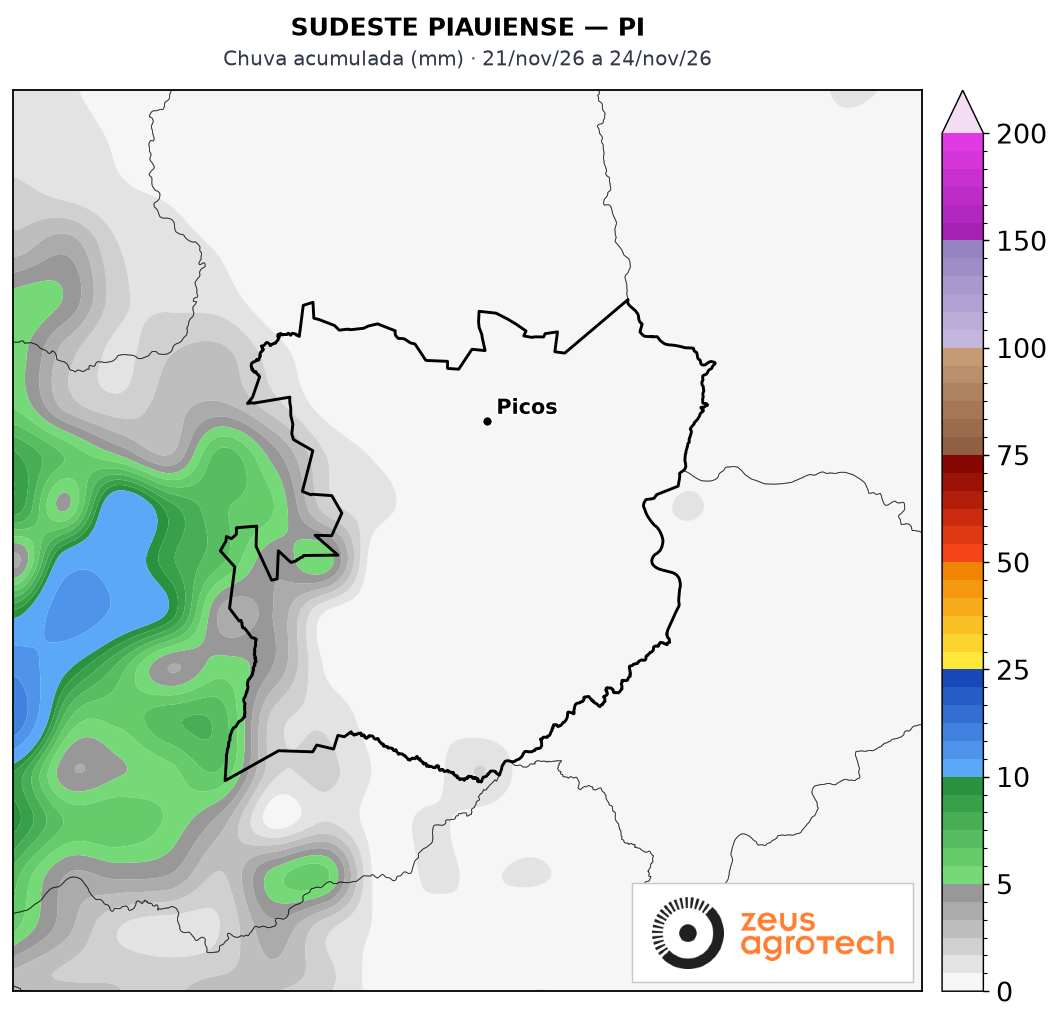 SUDESTE PIAUIENSE — PI
Chuva acumulada (mm) · 21/nov/26 a 24/nov/26
Picos
200
150
100
75
50
25
10
5
0
zeus
agrotech